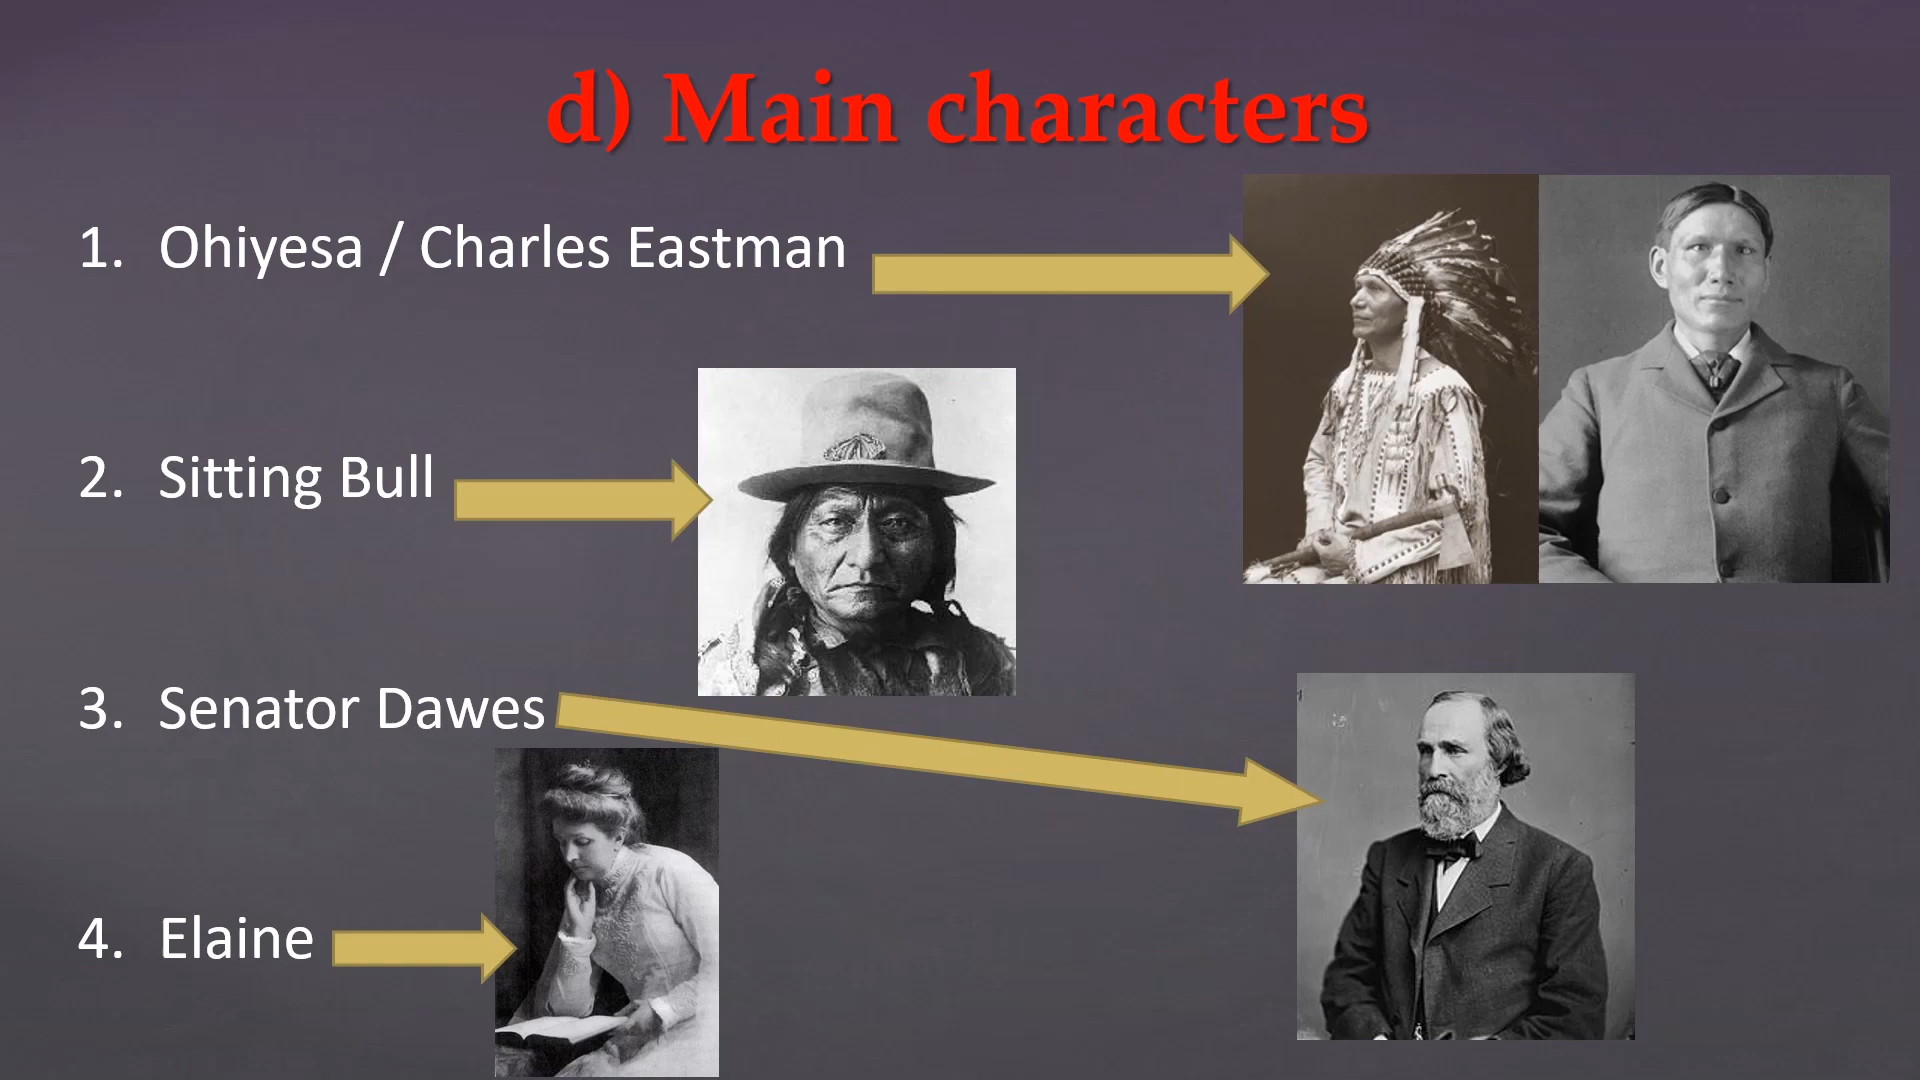 d) Main characters
1. Ohiyesa / Charles Eastman
2. Sitting Bull
3. Senator Dawes
4. Elaine